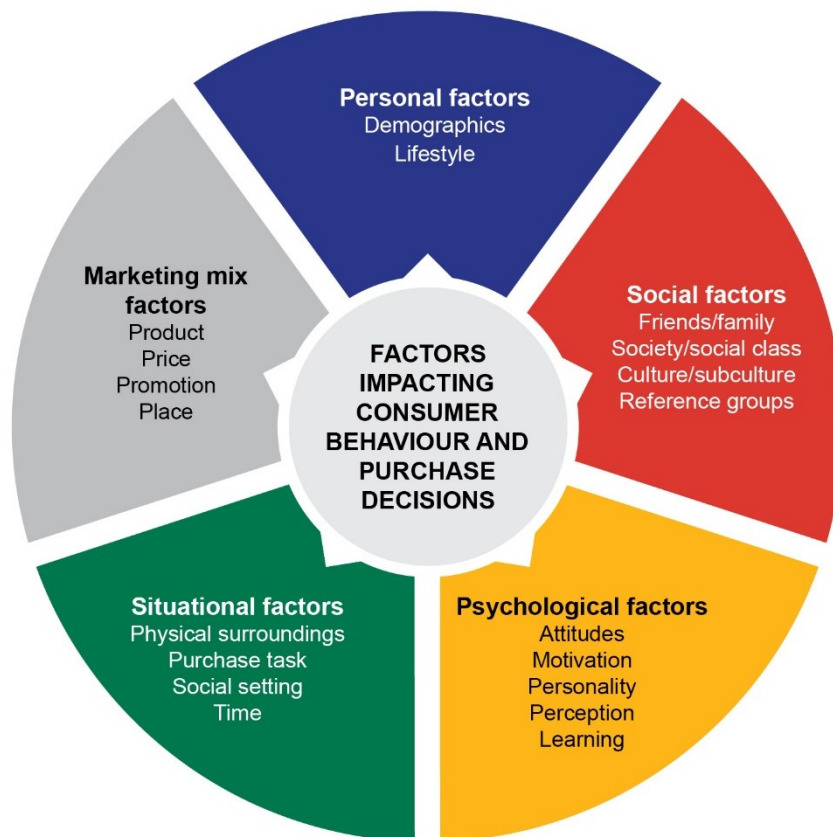 Personal factors
Demographics
Lifestyle
Social factors
Friends/family
Society/social class
Culture/subculture
Reference groups
Psychological factors
Attitudes
Motivation
Personality
Perception
Learning
Situational factors
Physical surroundings
Purchase task
Social setting
Time
Marketing mix
factors
Product
Price
Promotion
Place
FACTORS
IMPACTING
CONSUMER
BEHAVIOUR AND
PURCHASE
DECISIONS